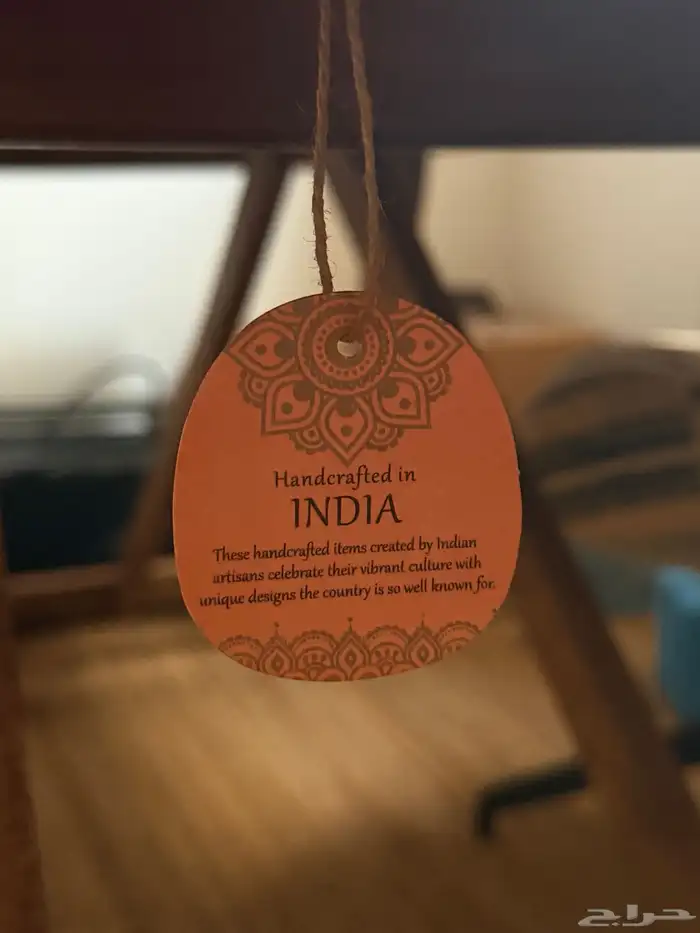 Handcrafted in
INDIA
These handcrafted items created by Indian
artisans celebrate their vibrant culture with
unique designs the country is so well known for.
حراج